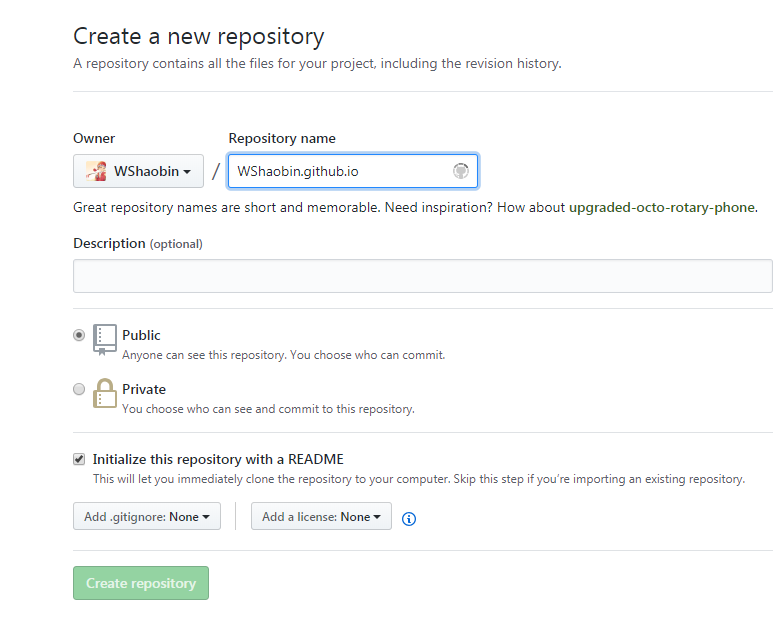 Create a new repository
A repository contains all the files for your project, including the revision history.
Owner Repository name
WShaobin / WShaobin.github.io
Great repository names are short and memorable. Need inspiration? How about upgraded-octo-rotary-phone.
Description (optional)
Public
Anyone can see this repository. You choose who can commit.
Private
You choose who can see and commit to this repository.
Initialize this repository with a README
This will let you immediately clone the repository to your computer. Skip this step if you're importing an existing repository.
Add .gitignore: None Add a license: None
Create repository